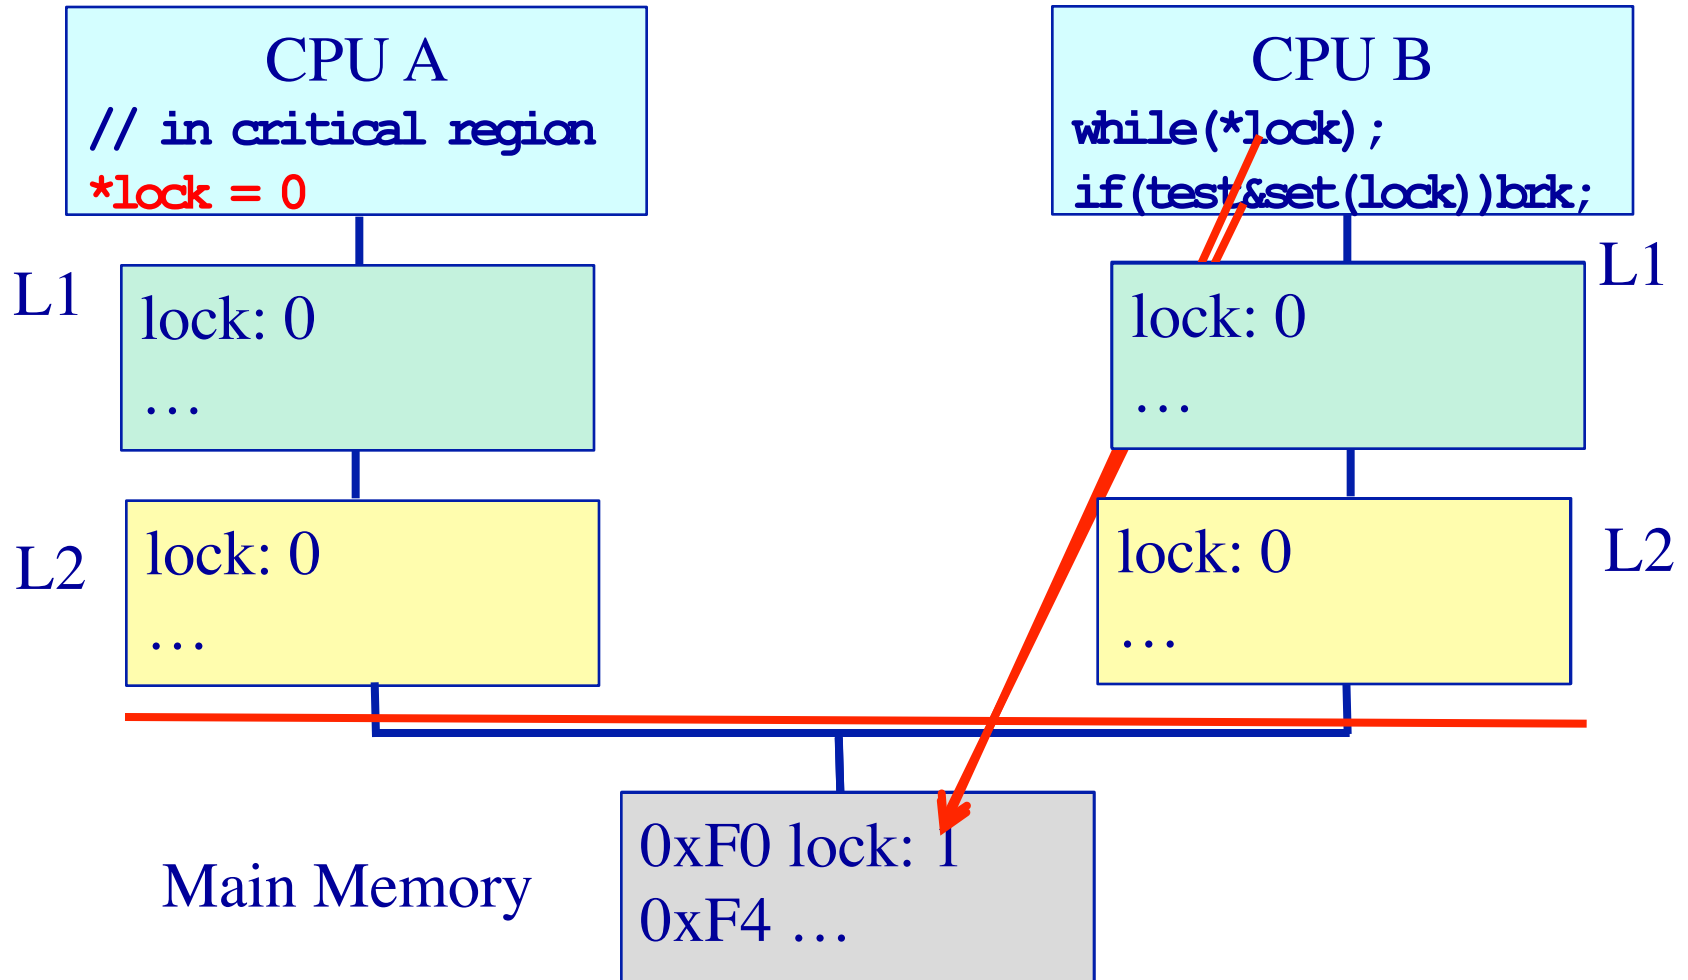 CPU A
// in critical region
*lock = 0
CPU B
while(*lock);
if(test&set(lock))brk;
L1
lock: 0
…
lock: 0
…
L1
L2
lock: 0
…
lock: 0
…
L2
Main Memory
0xF0 lock: 1
0xF4 …